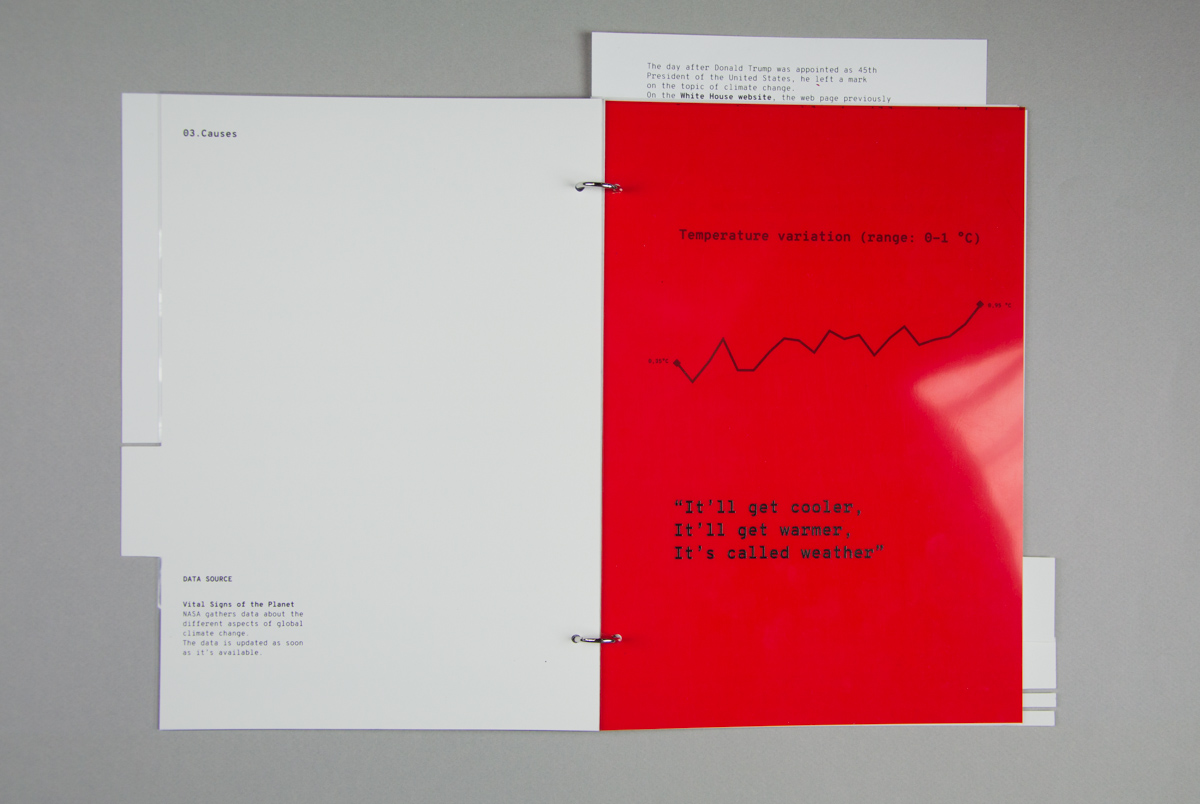 The day after Donald Trump was appointed as 45th
President of the United States, he left a mark
on the topic of climate change.
On the White House website, the web page previously
03.Causes
DATA SOURCE
Vital Signs of the Planet
NASA gathers data about the
different aspects of global
climate change.
The data is updated as soon
as it's available.
Temperature variation (range: 0–1 °C)
“It'll get cooler,
It'll get warmer,
It's called weather”